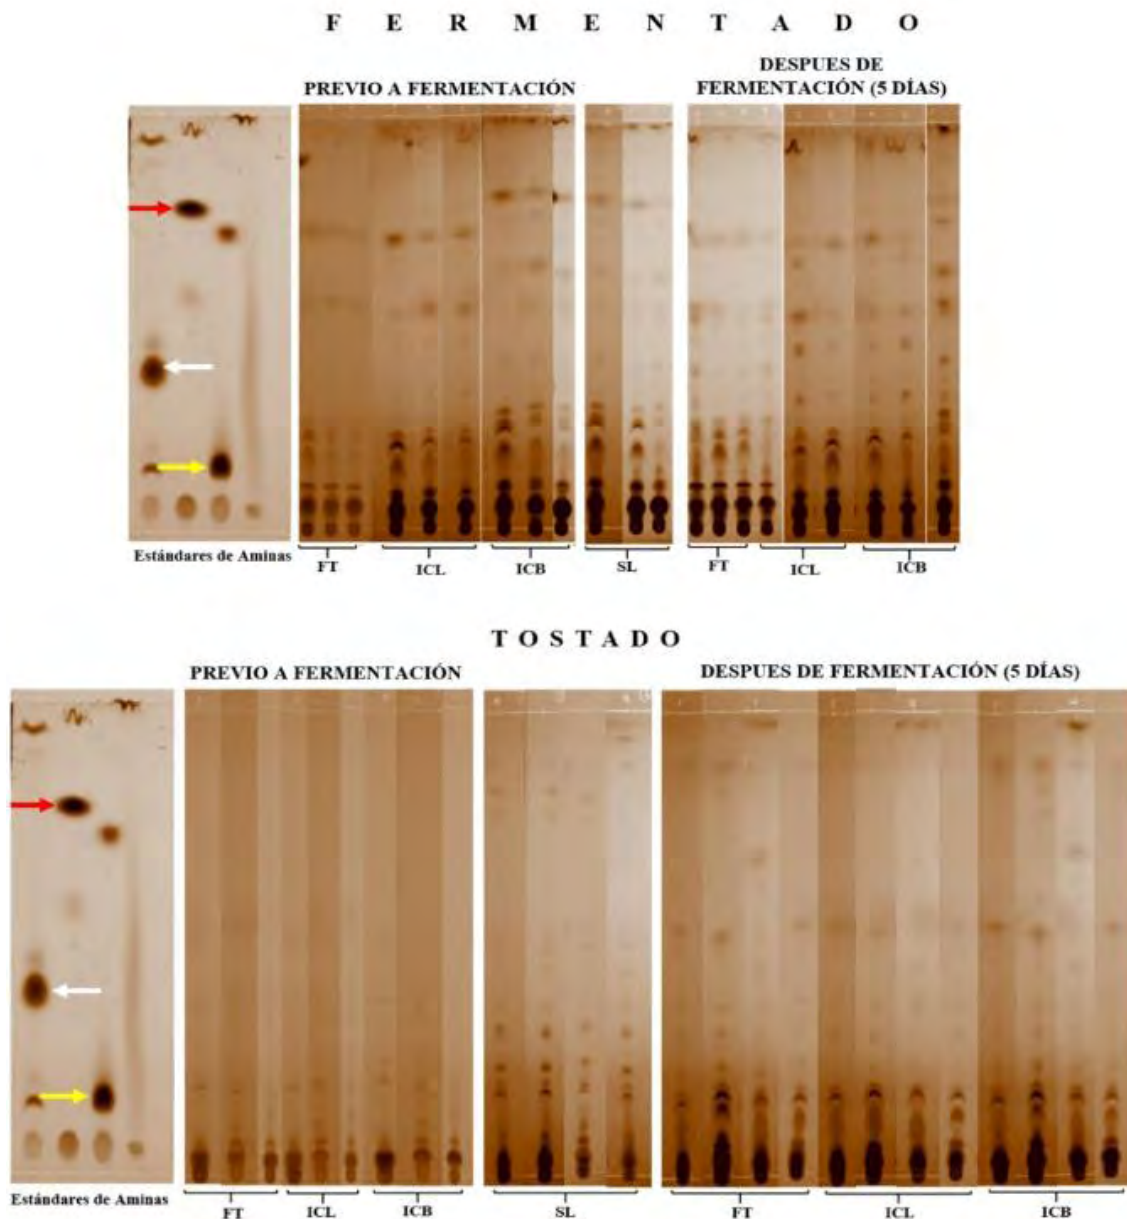 F E R M E N T A D O
PREVIO A FERMENTACIÓN
DESPUES DE
FERMENTACIÓN (5 DÍAS)
Estándares de Aminas
FT
ICL
ICB
SL
FT
ICL
ICB
T O S T A D O
PREVIO A FERMENTACIÓN
DESPUES DE FERMENTACIÓN (5 DÍAS)
Estándares de Aminas
FT
ICL
ICB
SL
FT
ICL
ICB